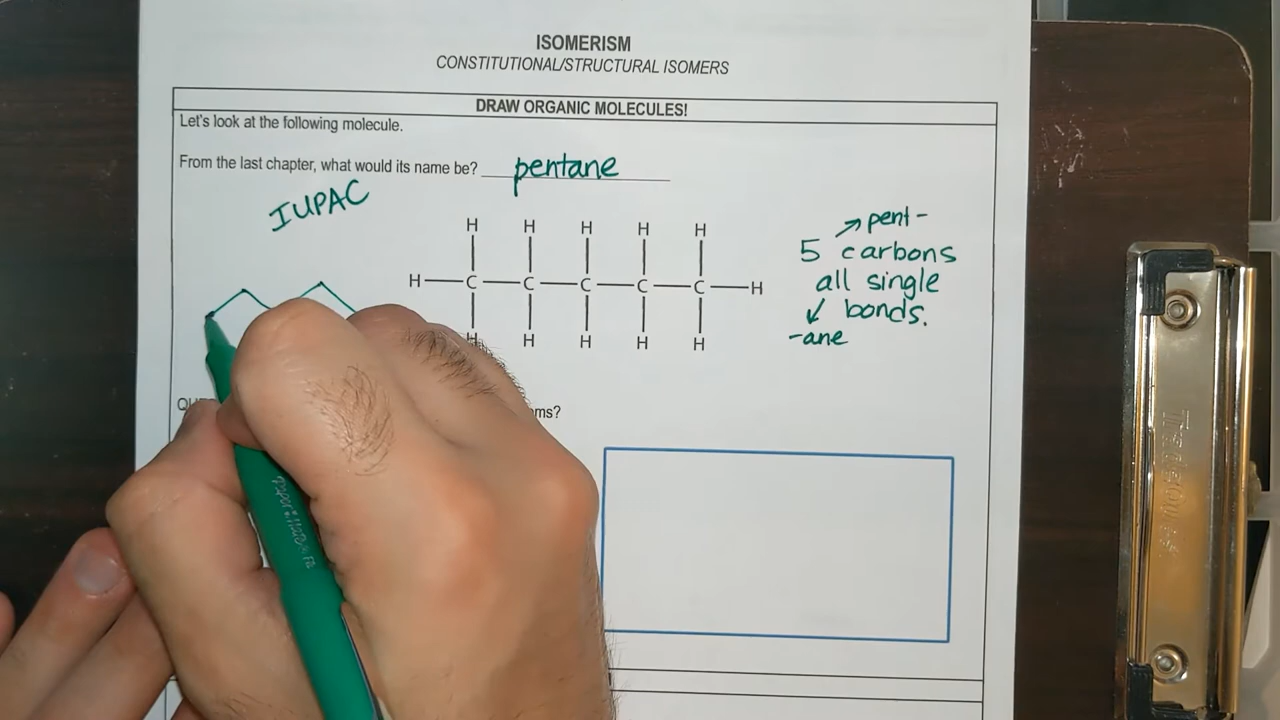 ISOMERISM
CONSTITUTIONAL/STRUCTURAL ISOMERS
DRAW ORGANIC MOLECULES!
Let's look at the following molecule.
From the last chapter, what would its name be? pentane
IUPAC
H H H H H
H C C C C C H
H H H H H
pent-
5 carbons
all single
bonds.
-ane